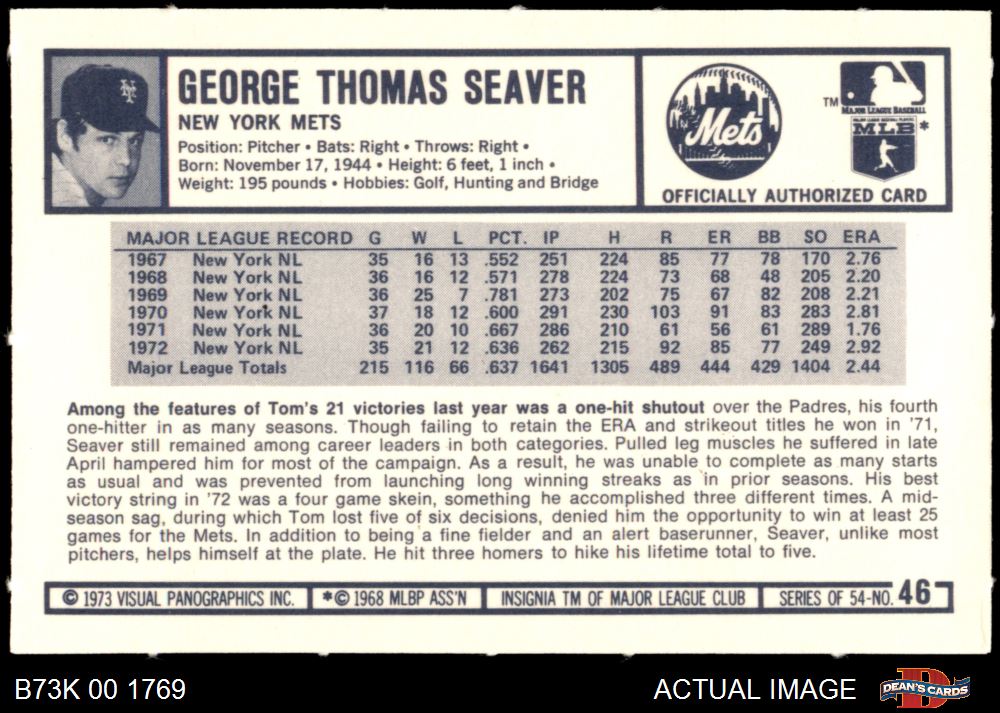 NY
GEORGE THOMAS SEAVER
NEW YORK METS
Position: Pitcher • Bats: Right • Throws: Right •
Born: November 17, 1944 • Height: 6 feet, 1 inch •
Weight: 195 pounds • Hobbies: Golf, Hunting and Bridge
Mets
TM
MAJOR LEAGUE BASEBALL
MAJOR LEAGUE BASEBALL PLAYERS
MLB *
OFFICIALLY AUTHORIZED CARD
MAJOR LEAGUE RECORD G W L PCT. IP H R ER BB SO ERA
1967 New York NL 35 16 13 .552 251 224 85 77 78 170 2.76
1968 New York NL 36 16 12 .571 278 224 73 68 48 205 2.20
1969 New York NL 36 25 7 .781 273 202 75 67 82 208 2.21
1970 New York NL 37 18 12 .600 291 230 103 91 83 283 2.81
1971 New York NL 36 20 10 .667 286 210 61 56 61 289 1.76
1972 New York NL 35 21 12 .636 262 215 92 85 77 249 2.92
Major League Totals 215 116 66 .637 1641 1305 489 444 429 1404 2.44
Among the features of Tom's 21 victories last year was a one-hit shutout over the Padres, his fourth
one-hitter in as many seasons. Though failing to retain the ERA and strikeout titles he won in '71,
Seaver still remained among career leaders in both categories. Pulled leg muscles he suffered in late
April hampered him for most of the campaign. As a result, he was unable to complete as many starts
as usual and was prevented from launching long winning streaks as in prior seasons. His best
victory string in '72 was a four game skein, something he accomplished three different times. A mid-
season sag, during which Tom lost five of six decisions, denied him the opportunity to win at least 25
games for the Mets. In addition to being a fine fielder and an alert baserunner, Seaver, unlike most
pitchers, helps himself at the plate. He hit three homers to hike his lifetime total to five.
© 1973 VISUAL PANOGRAPHICS INC. *© 1968 MLBP ASS'N INSIGNIA TM OF MAJOR LEAGUE CLUB SERIES OF 54-NO. 46
B73K 00 1769
ACTUAL IMAGE
D
DEAN'S CARDS